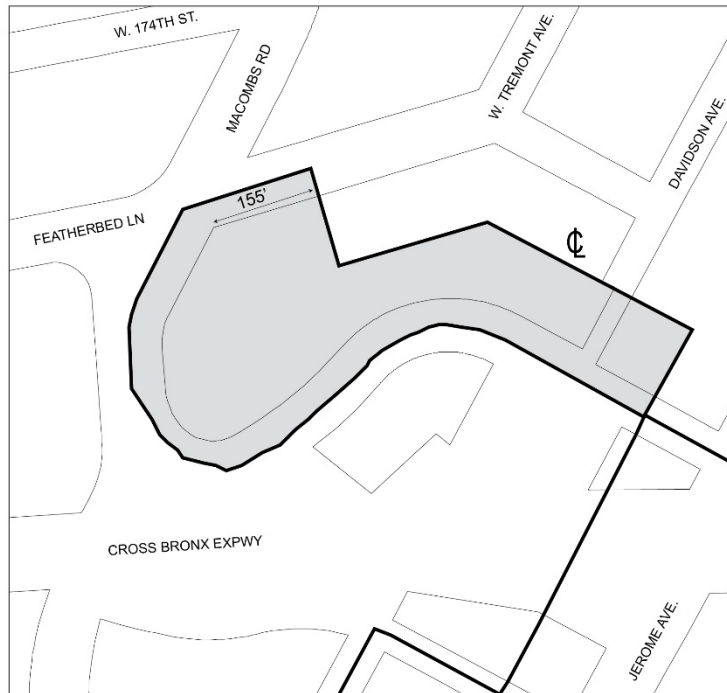 W. 174TH ST.
MACOMBS RD
W. TREMONT AVE.
DAVIDSON AVE.
155'
FEATHERBED LN
℄
CROSS BRONX EXPWY
JEROME AVE.